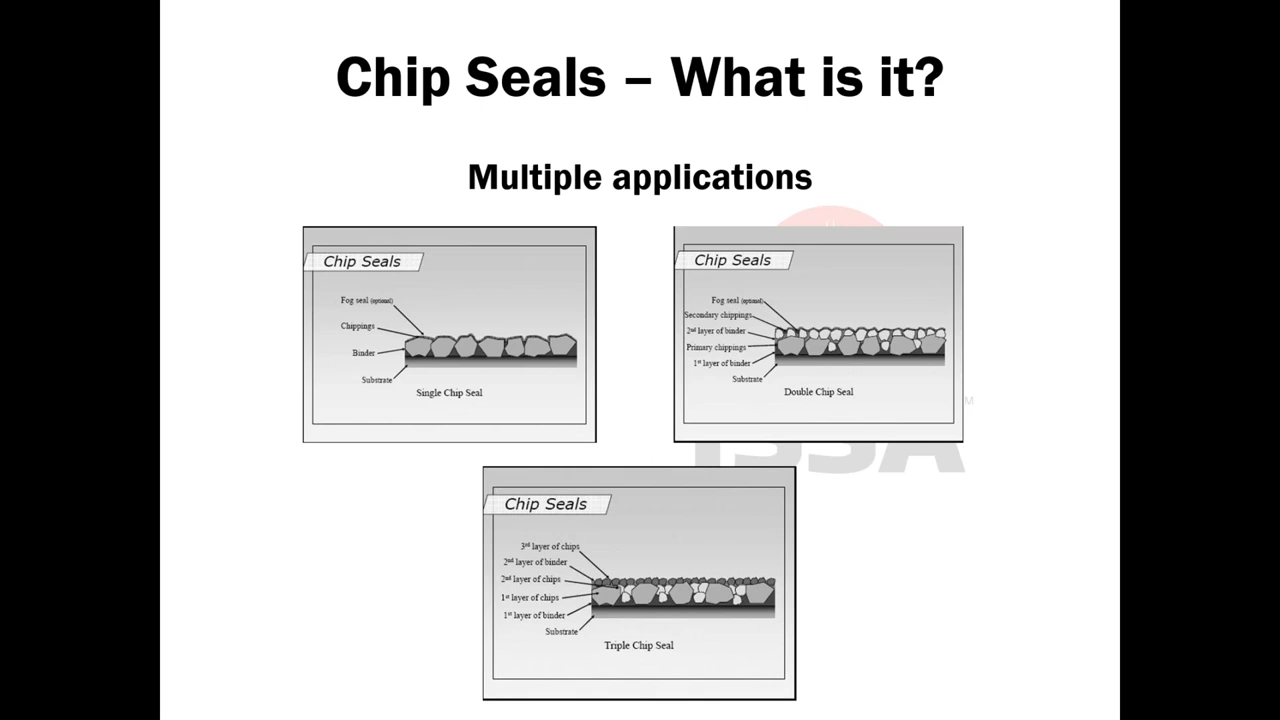 Chip Seals – What is it?
Multiple applications
Chip Seals
Fog seal (optional)
Chippings
Binder
Substrate
Single Chip Seal
Chip Seals
Fog seal (optional)
Secondary chippings
2nd layer of binder
Primary chippings
1st layer of binder
Substrate
Double Chip Seal
TM
ISSA
Chip Seals
3rd layer of chips
2nd layer of binder
2nd layer of chips
1st layer of chips
1st layer of binder
Substrate
Triple Chip Seal